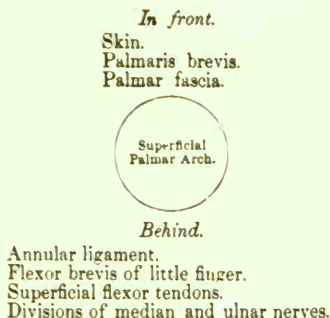 In front.
Skin.
Palmaris brevis.
Palmar fascia.
Superficial
Palmar Arch.
Behind.
Annular ligament.
Flexor brevis of little finger.
Superficial flexor tendons.
Divisions of median and ulnar nerves.